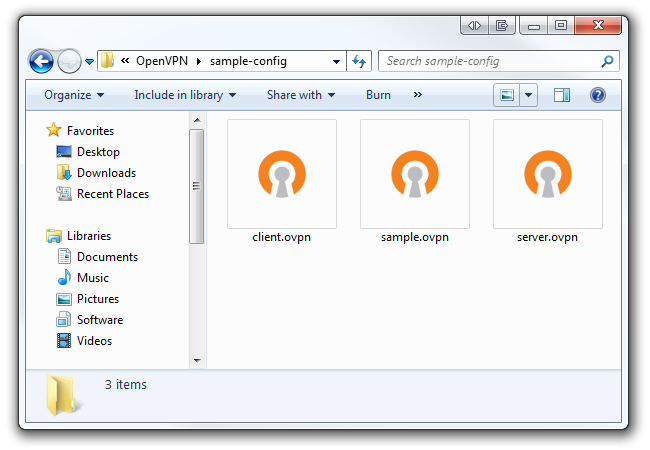 « OpenVPN sample-config
Search sample-config
Organize Include in library Share with Burn »
Favorites
Desktop
Downloads
Recent Places
Libraries
Documents
Music
Pictures
Software
Videos
client.ovpn sample.ovpn server.ovpn
3 items